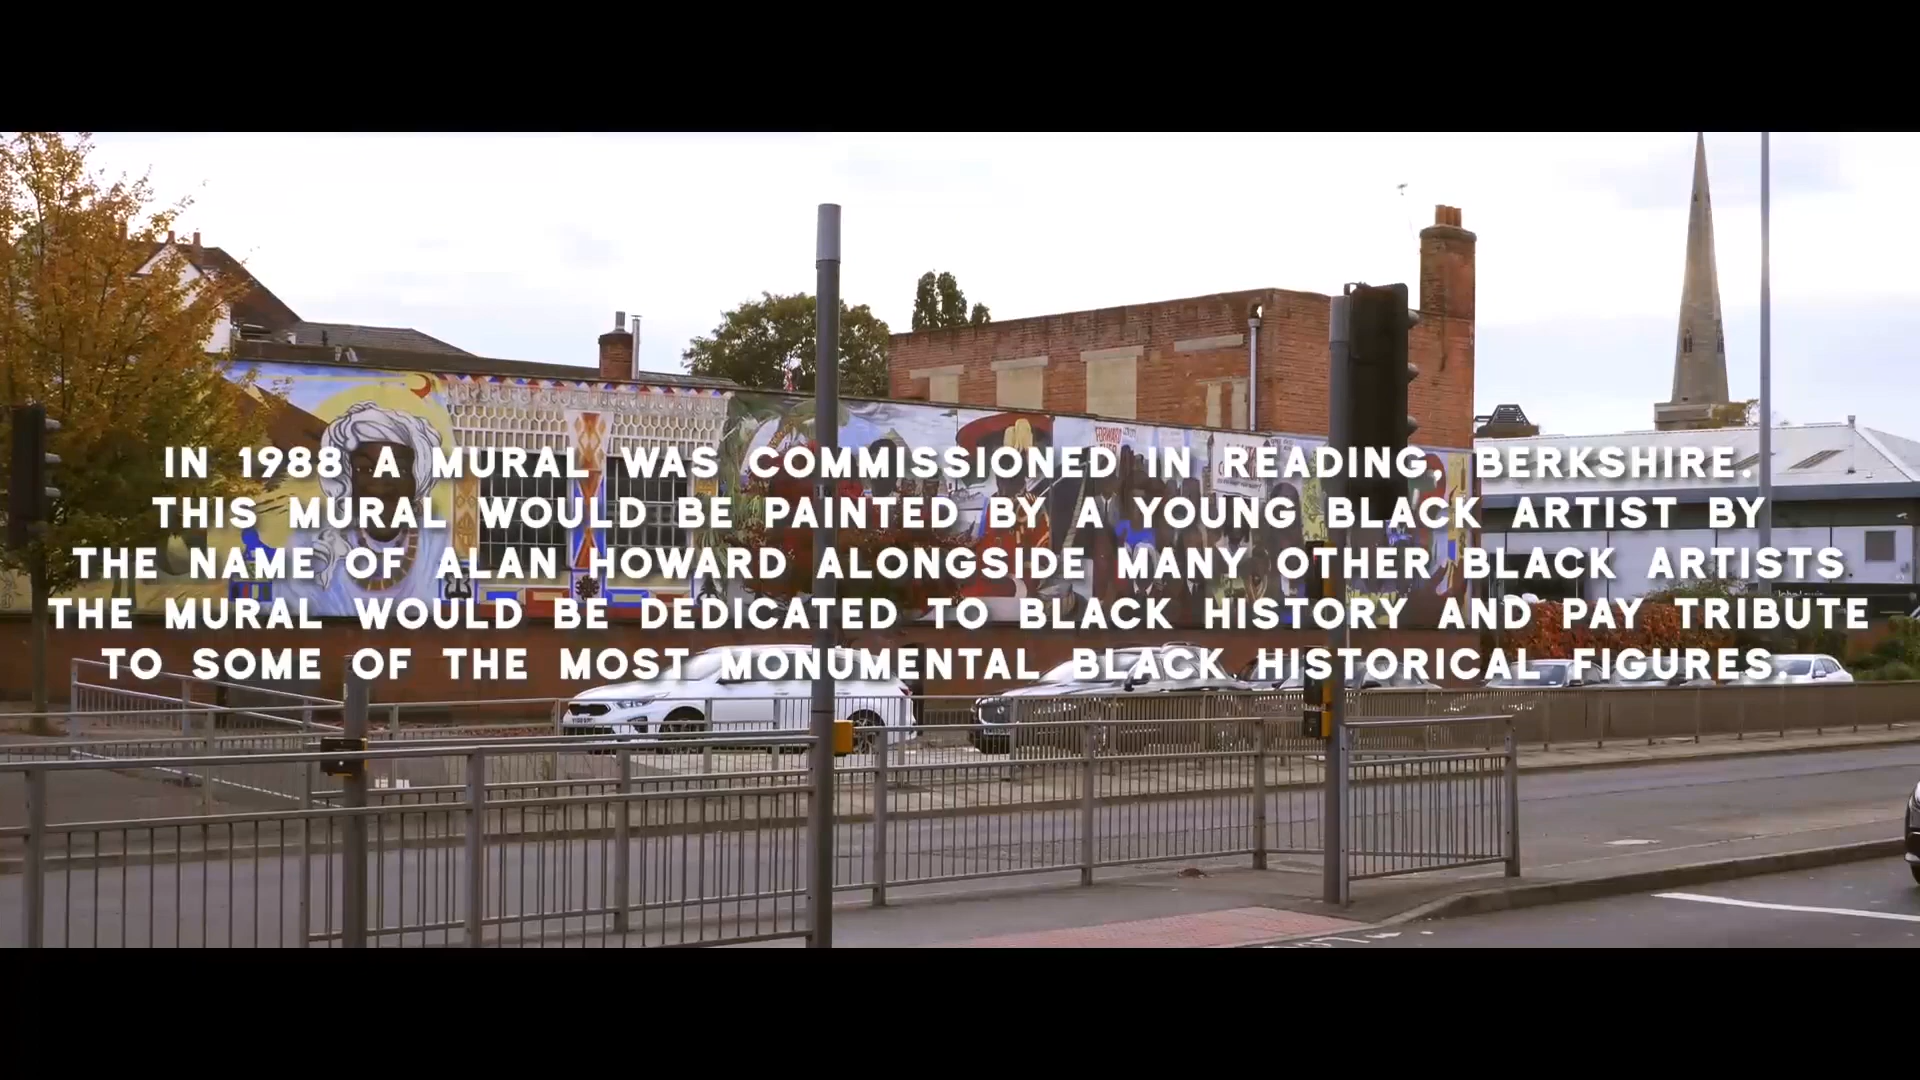 IN 1988 A MURAL WAS COMMISSIONED IN READING, BERKSHIRE.
THIS MURAL WOULD BE PAINTED BY A YOUNG BLACK ARTIST BY
THE NAME OF ALAN HOWARD ALONGSIDE MANY OTHER BLACK ARTISTS
THE MURAL WOULD BE DEDICATED TO BLACK HISTORY AND PAY TRIBUTE
TO SOME OF THE MOST MONUMENTAL BLACK HISTORICAL FIGURES.
FORWARD